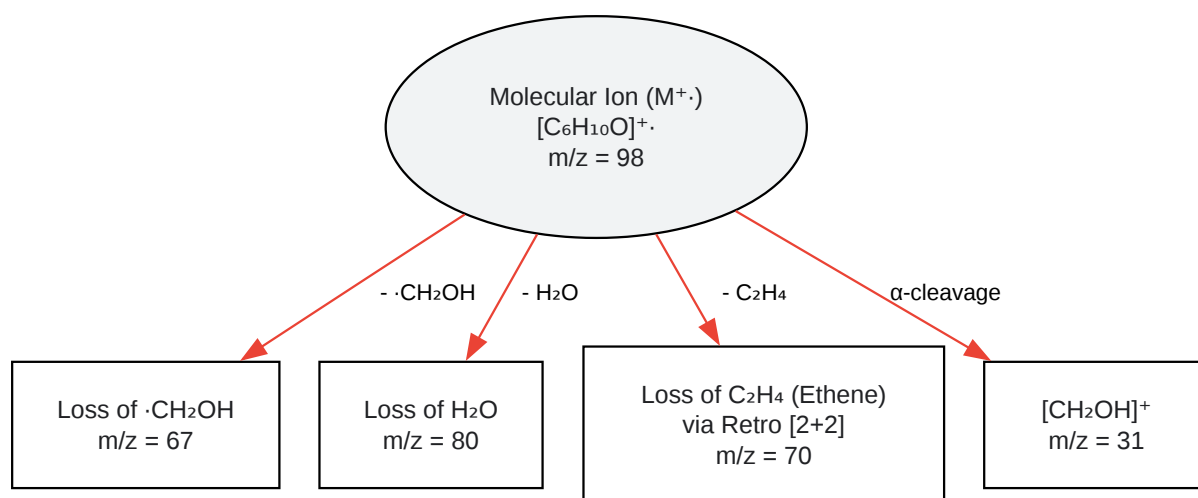 Molecular Ion (M⁺·)
[C₆H₁₀O]⁺·
m/z = 98
- ·CH₂OH
- H₂O
- C₂H₄
α-cleavage
Loss of ·CH₂OH
m/z = 67
Loss of H₂O
m/z = 80
Loss of C₂H₄ (Ethene)
via Retro [2+2]
m/z = 70
[CH₂OH]⁺
m/z = 31